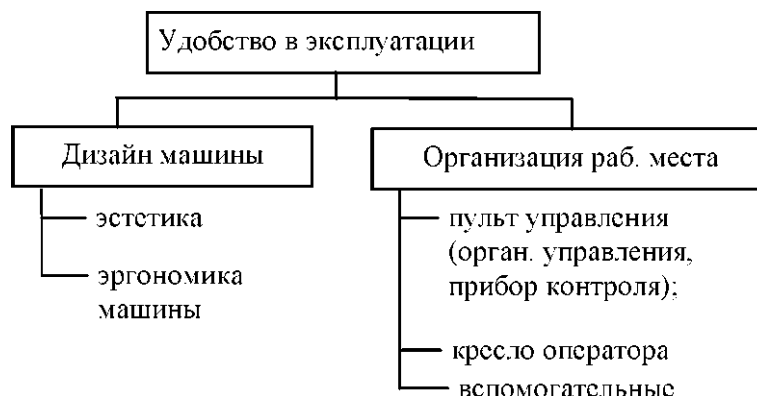 Удобство в эксплуатации
Дизайн машины
эстетика
эргономика
машины
Организация раб. места
пульт управления
(орган. управления,
прибор контроля);
кресло оператора
вспомогательные